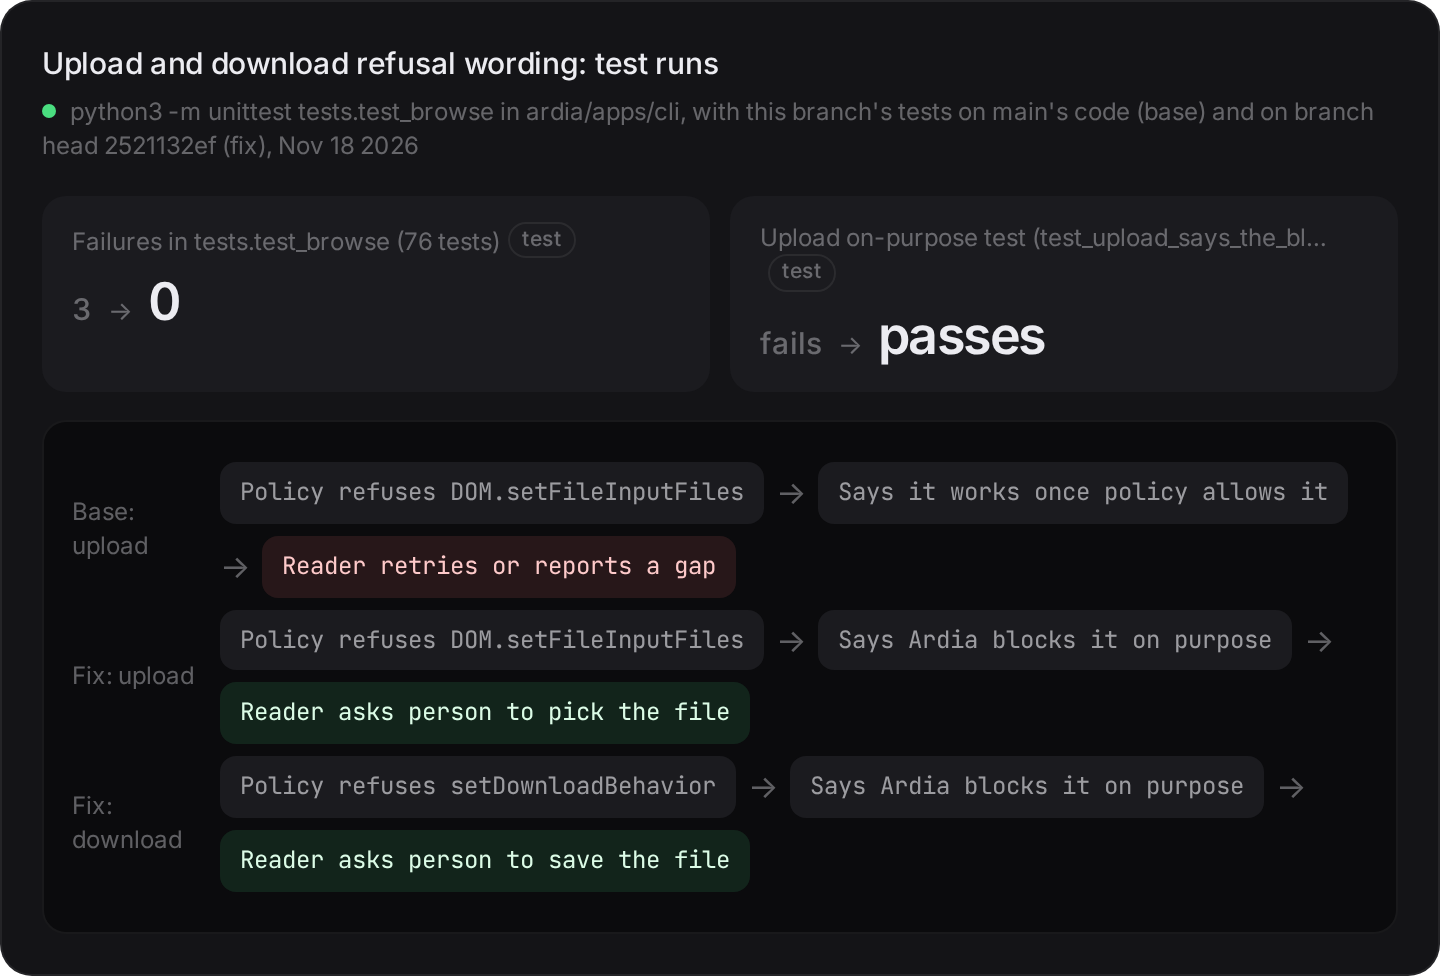 Upload and download refusal wording: test runs
python3 -m unittest tests.test_browse in ardia/apps/cli, with this branch's tests on main's code (base) and on branch
head 2521132ef (fix), Nov 18 2026
Failures in tests.test_browse (76 tests) test
3 → 0
Upload on-purpose test (test_upload_says_the_bl...
test
fails → passes
Base:
upload
Policy refuses DOM.setFileInputFiles → Says it works once policy allows it
→ Reader retries or reports a gap
Fix: upload
Policy refuses DOM.setFileInputFiles → Says Ardia blocks it on purpose →
Reader asks person to pick the file
Fix:
download
Policy refuses setDownloadBehavior → Says Ardia blocks it on purpose →
Reader asks person to save the file